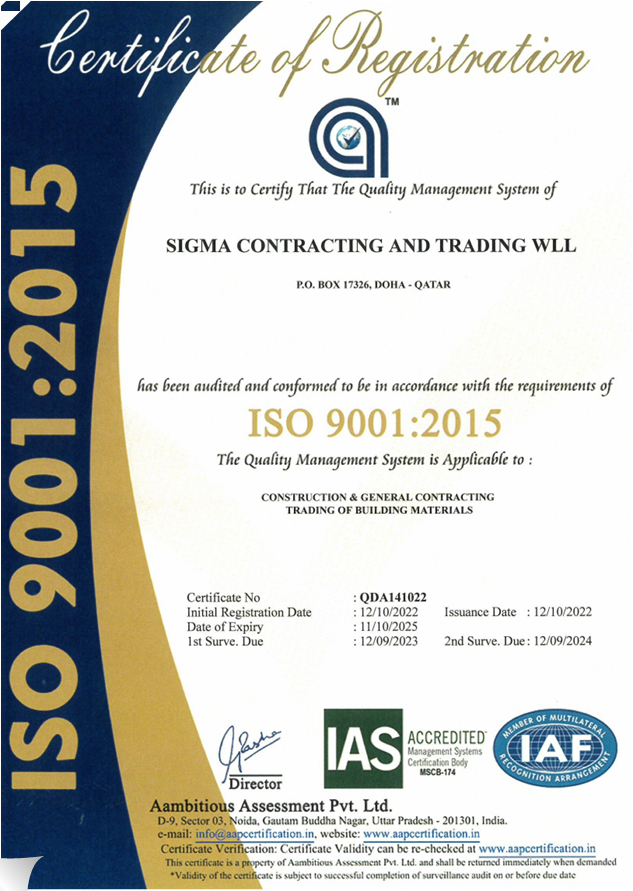 Certificate of Registration
TM
ISO 9001:2015
This is to Certify That The Quality Management System of
SIGMA CONTRACTING AND TRADING WLL
P.O. BOX 17326, DOHA - QATAR
has been audited and conformed to be in accordance with the requirements of
ISO 9001:2015
The Quality Management System is Applicable to :
CONSTRUCTION & GENERAL CONTRACTING
TRADING OF BUILDING MATERIALS
Certificate No : QDA141022
Initial Registration Date : 12/10/2022 Issuance Date : 12/10/2022
Date of Expiry : 11/10/2025
1st Surve. Due : 12/09/2023 2nd Surve. Due : 12/09/2024
Director
IAS
ACCREDITED
Management Systems
Certification Body
MSCB-174
MEMBER OF MULTILATERAL
IAF
RECOGNITION ARRANGEMENT
Aambitious Assessment Pvt. Ltd.
D-9, Sector 03, Noida, Gautam Buddha Nagar, Uttar Pradesh - 201301, India.
e-mail: info@aapcertification.in, website: www.aapcertification.in
Certificate Verification: Certificate Validity can be re-checked at www.aapcertification.in
This certificate is a property of Aambitious Assessment Pvt. Ltd. and shall be returned immediately when demanded
*Validity of the certificate is subject to successful completion of surveillance audit on or before due date